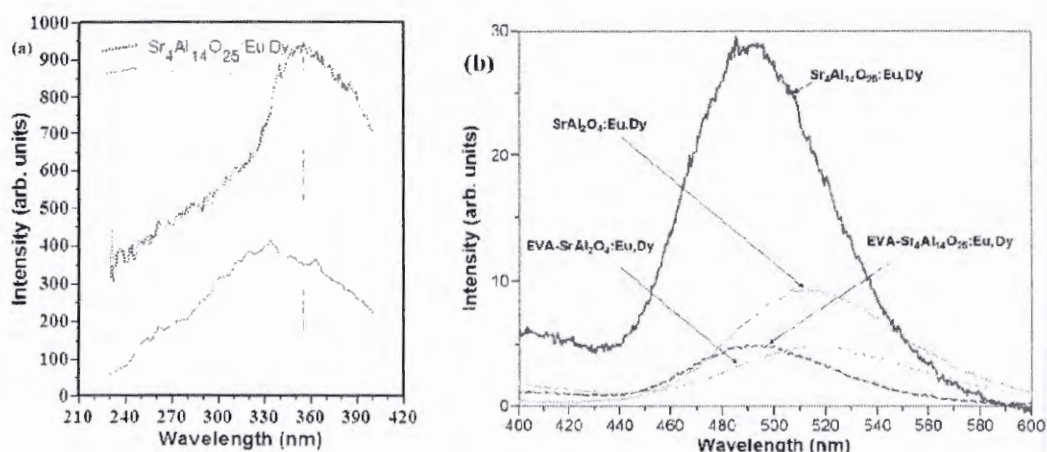 (a)
Sr4Al14O25:Eu,Dy
1000
900
800
700
600
500
400
300
200
100
0
Intensity (arb. units)
210 240 270 300 330 360 390 420
Wavelength (nm)
(b)
30
20
10
0
Intensity (arb. units)
Sr4Al14O25:Eu,Dy
SrAl2O4:Eu,Dy
EVA-SrAl2O4:Eu,Dy
EVA-Sr4Al14O25:Eu,Dy
400 420 440 460 480 500 520 540 560 580 600
Wavelength (nm)